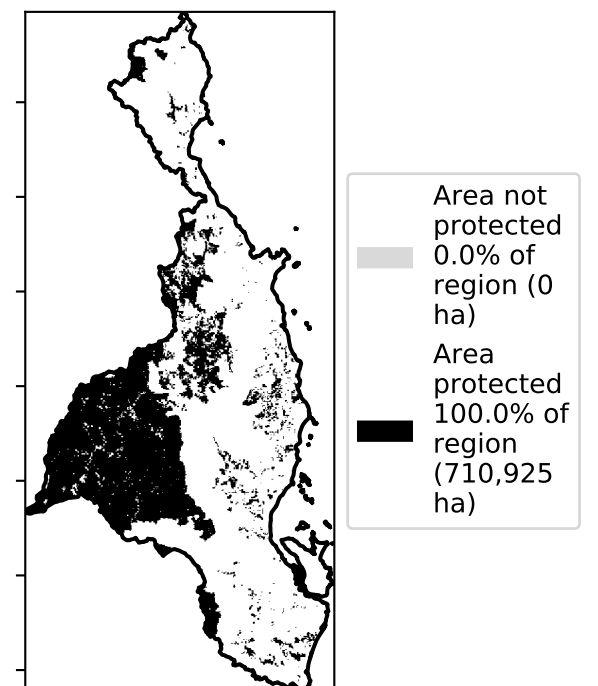 Area not
protected
0.0% of
region (0
ha)
Area
protected
100.0% of
region
(710,925
ha)